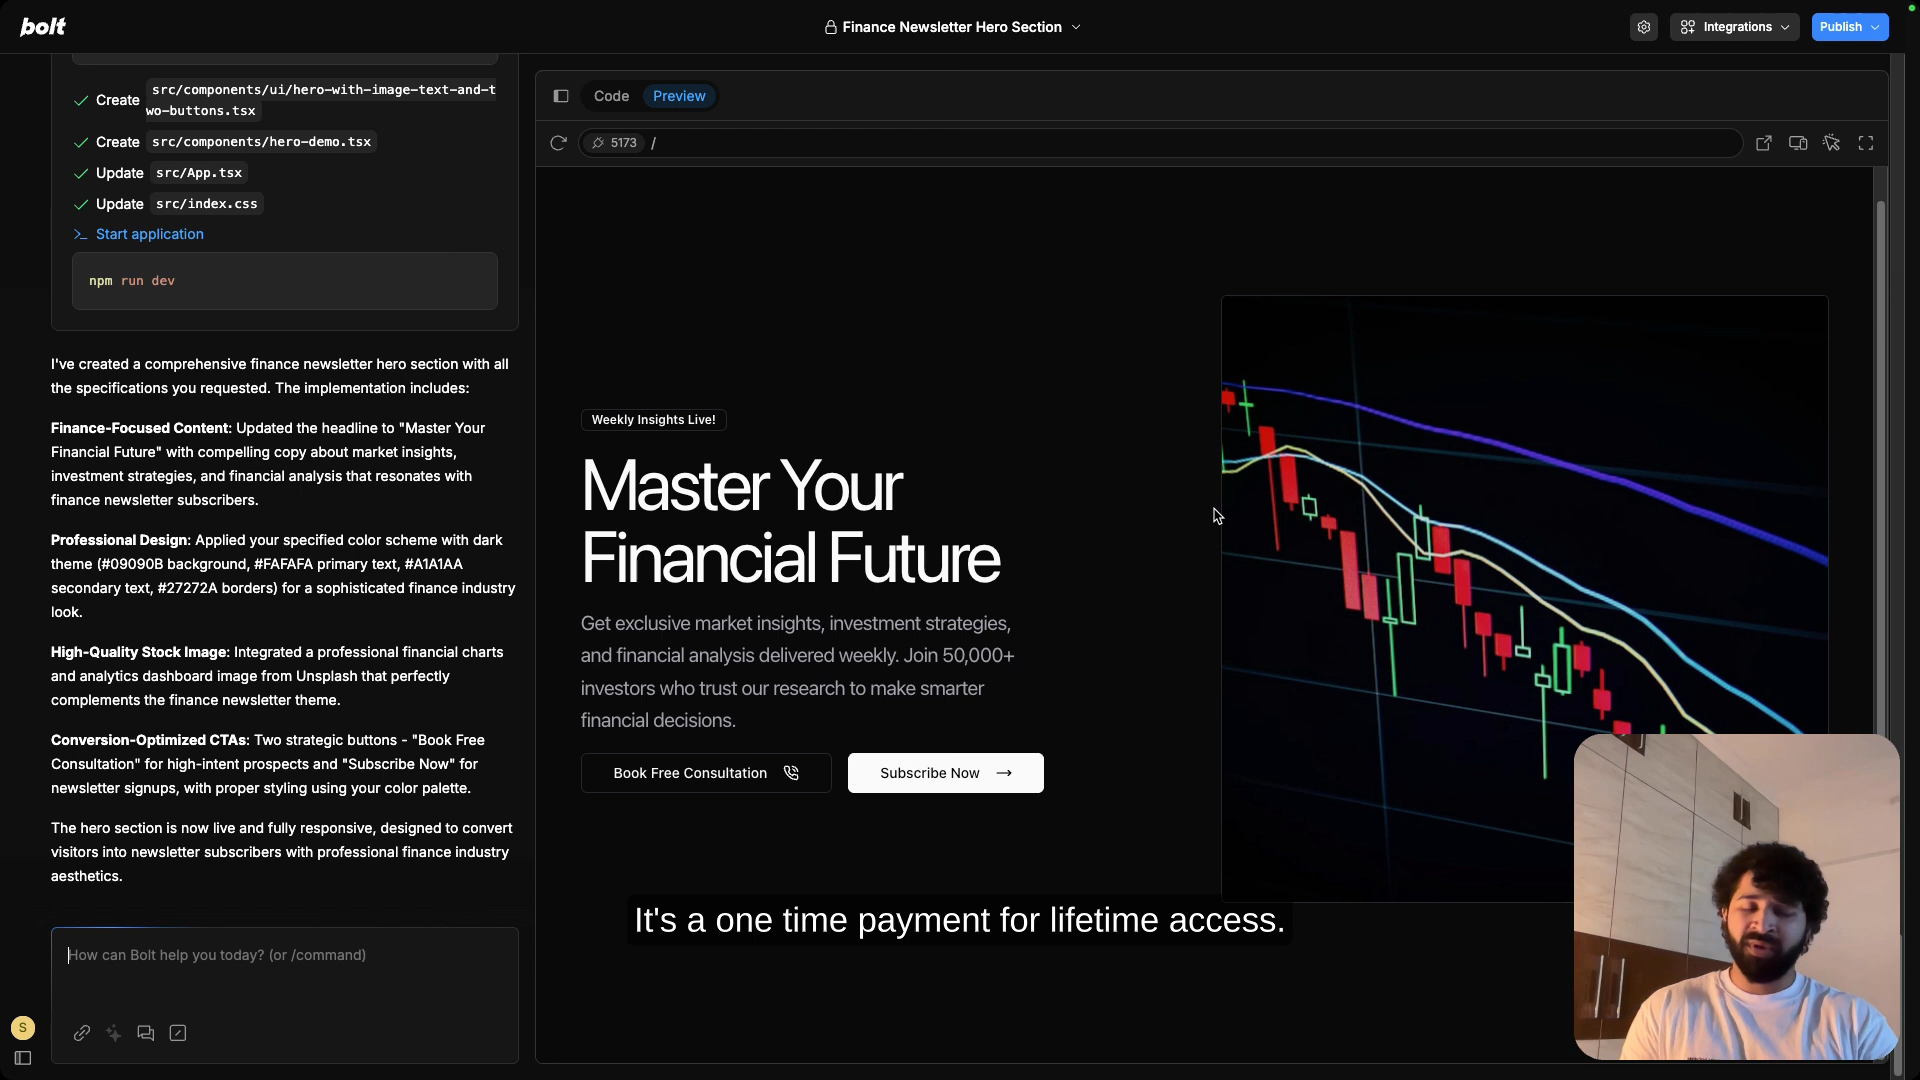 bolt
Finance Newsletter Hero Section
Integrations
Publish
Create src/components/ui/hero-with-image-text-and-t
wo-buttons.tsx
Create src/components/hero-demo.tsx
Update src/App.tsx
Update src/index.css
Start application
npm run dev
I've created a comprehensive finance newsletter hero section with all
the specifications you requested. The implementation includes:
Finance-Focused Content: Updated the headline to "Master Your
Financial Future" with compelling copy about market insights,
investment strategies, and financial analysis that resonates with
finance newsletter subscribers.
Professional Design: Applied your specified color scheme with dark
theme (#09090B background, #FAFAFA primary text, #A1A1AA
secondary text, #27272A borders) for a sophisticated finance industry
look.
High-Quality Stock Image: Integrated a professional financial charts
and analytics dashboard image from Unsplash that perfectly
complements the finance newsletter theme.
Conversion-Optimized CTAs: Two strategic buttons - "Book Free
Consultation" for high-intent prospects and "Subscribe Now" for
newsletter signups, with proper styling using your color palette.
The hero section is now live and fully responsive, designed to convert
visitors into newsletter subscribers with professional finance industry
aesthetics.
How can Bolt help you today? (or /command)
S
Code
Preview
5173 /
Weekly Insights Live!
Master Your
Financial Future
Get exclusive market insights, investment strategies,
and financial analysis delivered weekly. Join 50,000+
investors who trust our research to make smarter
financial decisions.
Book Free Consultation
Subscribe Now
It's a one time payment for lifetime access.